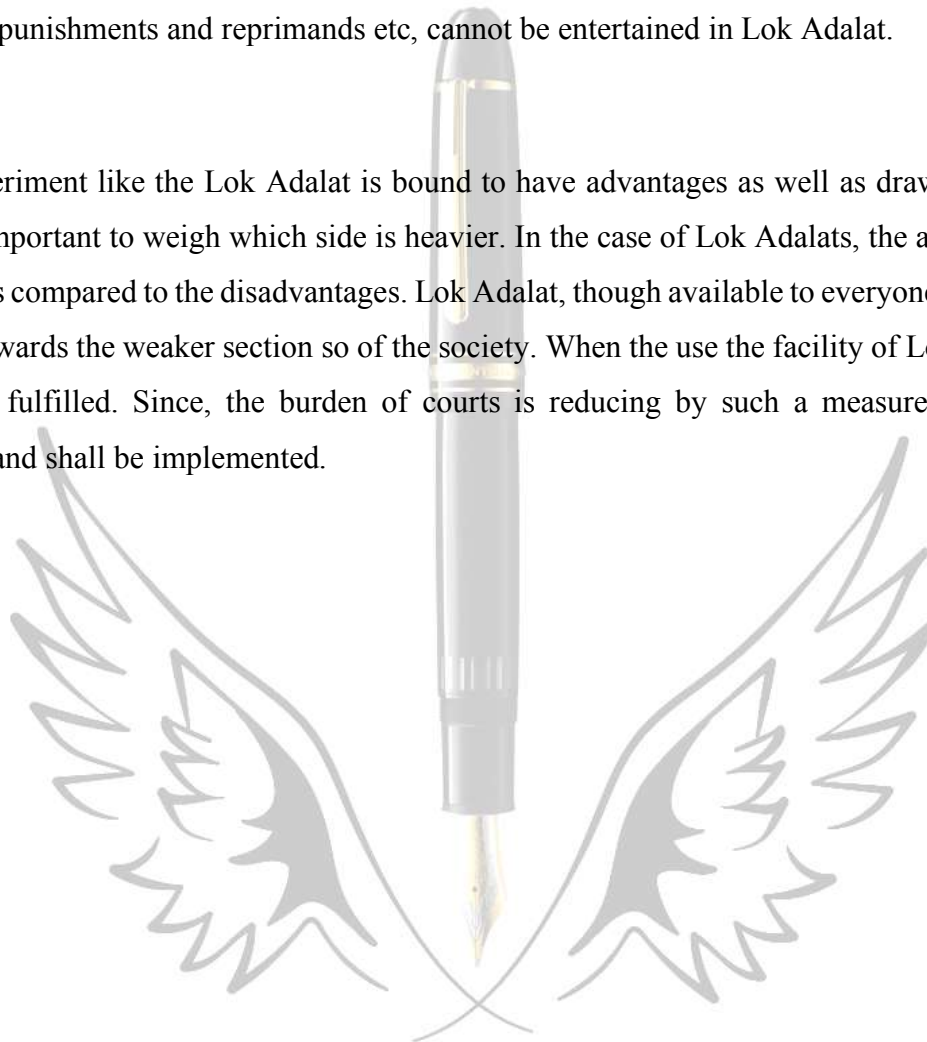 punishments and reprimands etc, cannot be entertained in Lok Adalat.
eriment like the Lok Adalat is bound to have advantages as well as draw
mportant to weigh which side is heavier. In the case of Lok Adalats, the a
s compared to the disadvantages. Lok Adalat, though available to everyone
wards the weaker section so of the society. When the use the facility of L
fulfilled. Since, the burden of courts is reducing by such a measure
and shall be implemented.